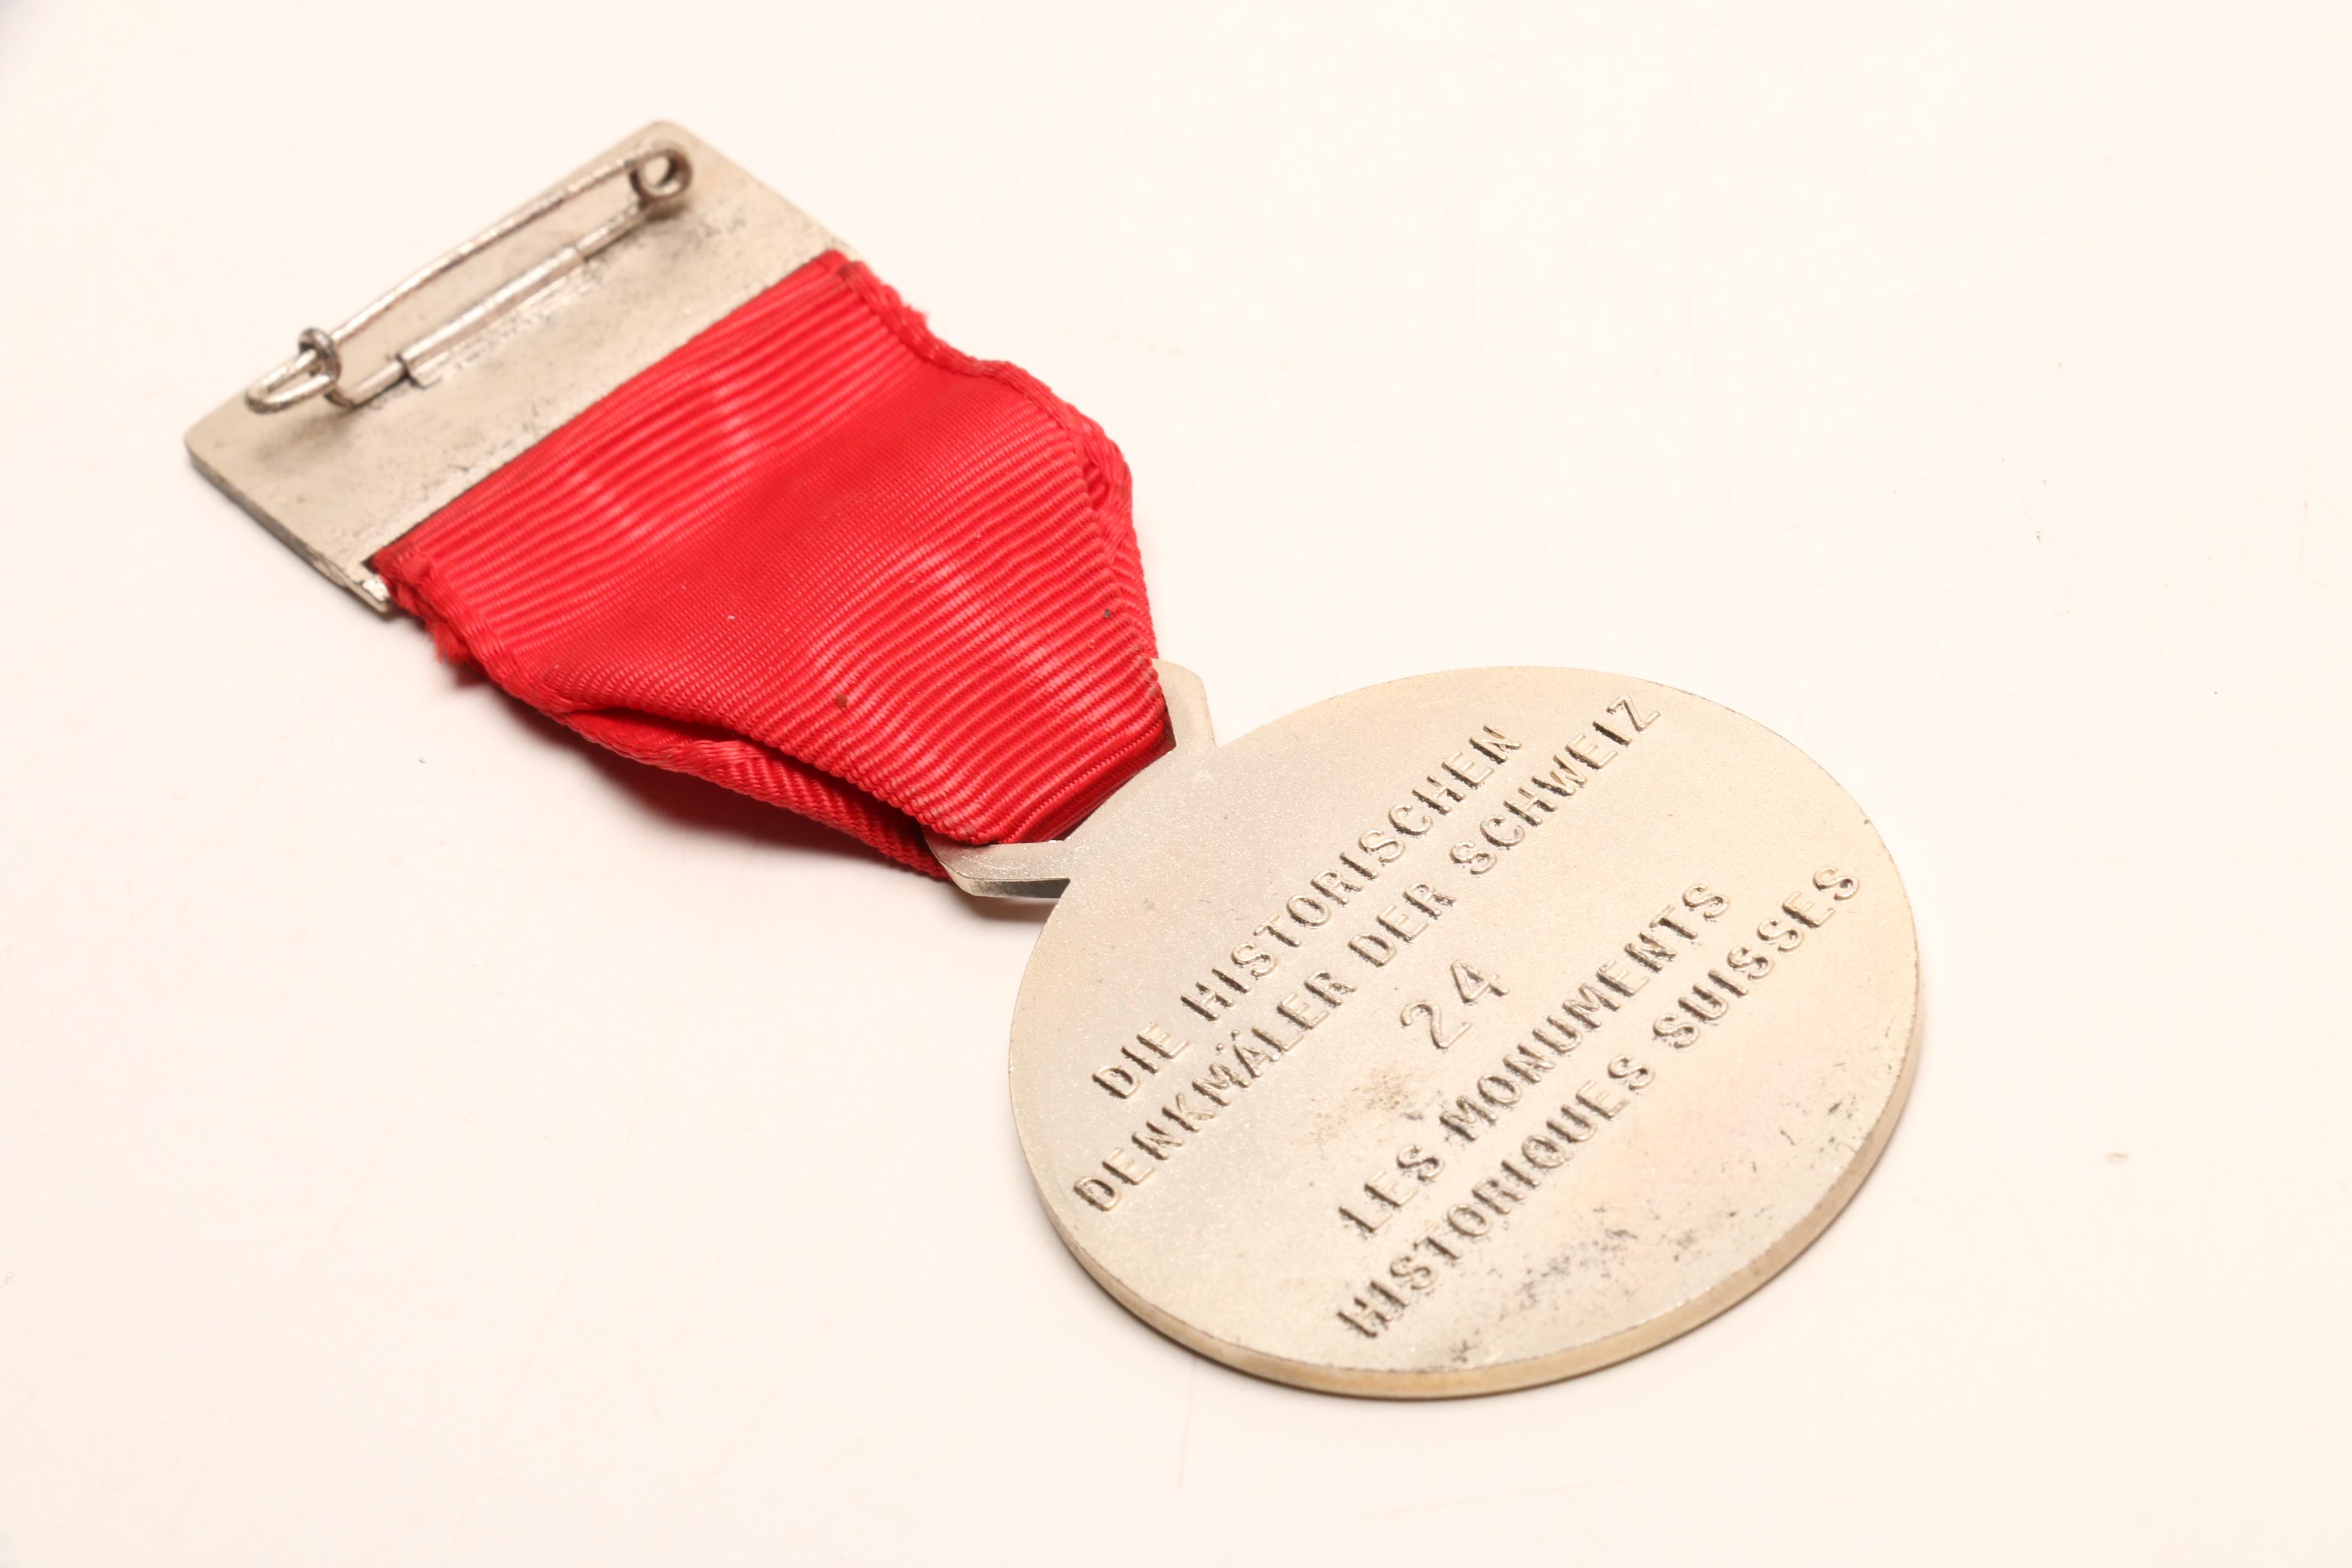 DIE HISTORISCHEN
DENKMÄLER DER SCHWEIZ
24
LES MONUMENTS
HISTORIQUES SUISSES